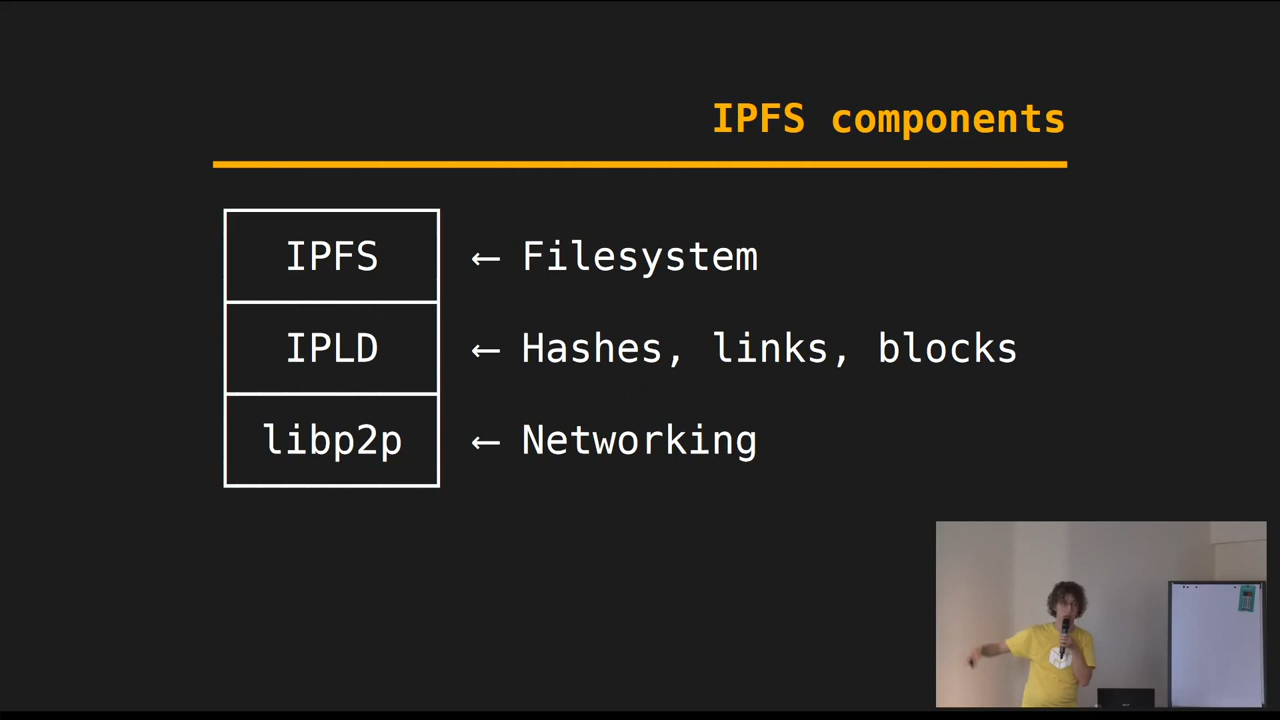 IPFS components
IPFS ← Filesystem
IPLD ← Hashes, links, blocks
libp2p ← Networking